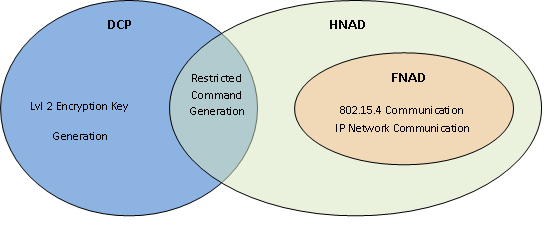 DCP
HNAD
FNAD
Restricted
Command
Generation
Lvl 2 Encryption Key
Generation
802.15.4 Communication
IP Network Communication